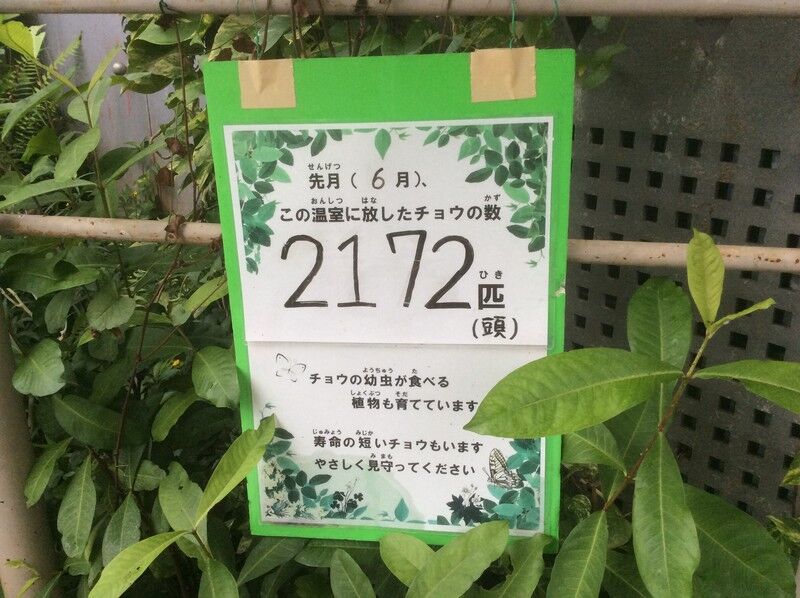 先月（6月）、
この温室に放したチョウの数
2172匹
（頭）
チョウの幼虫が食べる
植物も育てています
寿命の短いチョウもいます
やさしく見守ってください